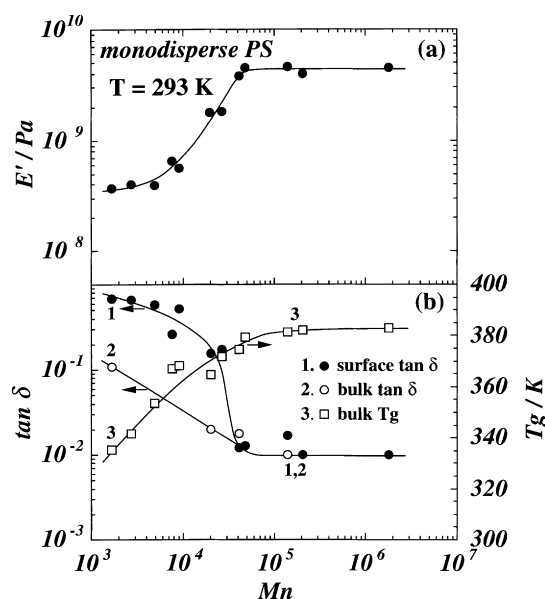 10^10
monodisperse PS
(a)
T = 293 K
10^9
E' / Pa
10^8
400
(b)
1
3
380
10^-1
2
1. ● surface tan δ
2. ○ bulk tan δ
3. □ bulk Tg
360
tan δ
Tg / K
3
340
10^-2
1,2
320
10^-3
300
10^3
10^4
10^5
10^6
10^7
Mn